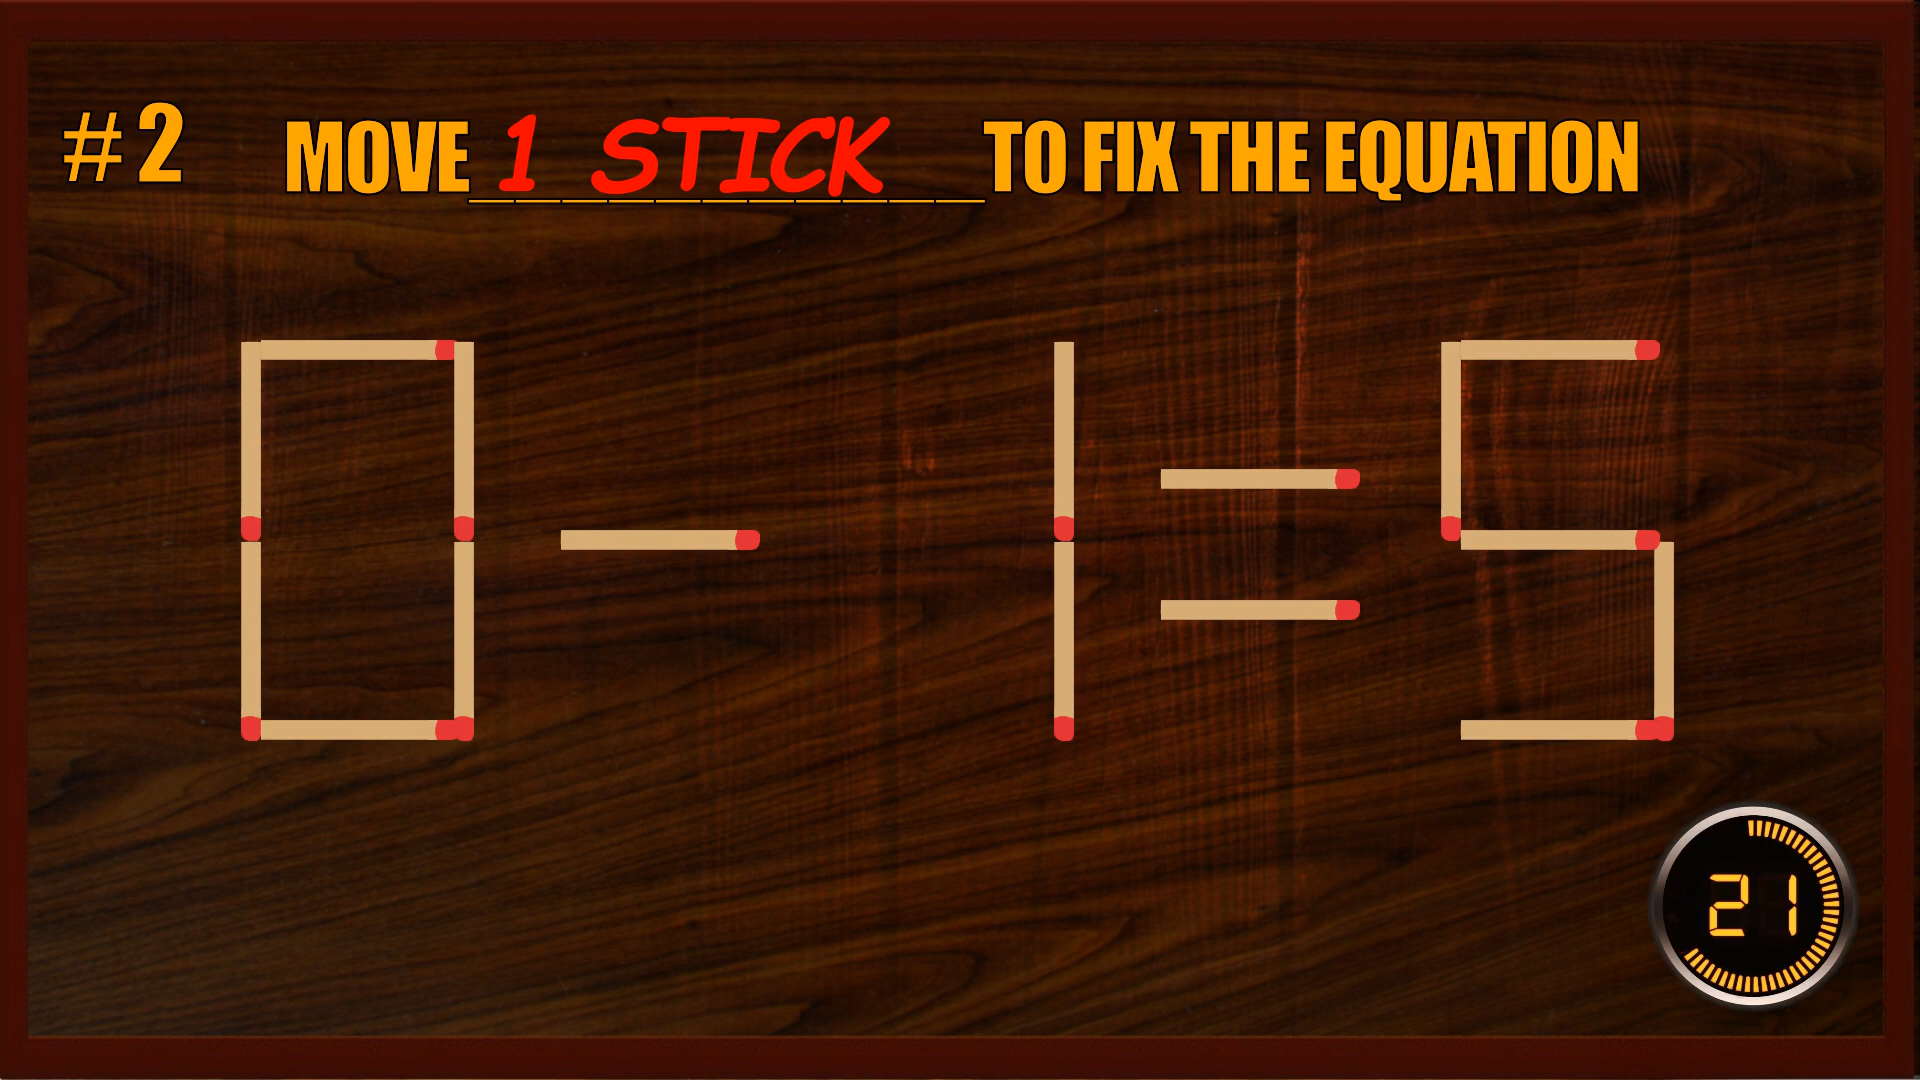 #2 MOVE 1 STICK TO FIX THE EQUATION
0 - 1 = 5
21